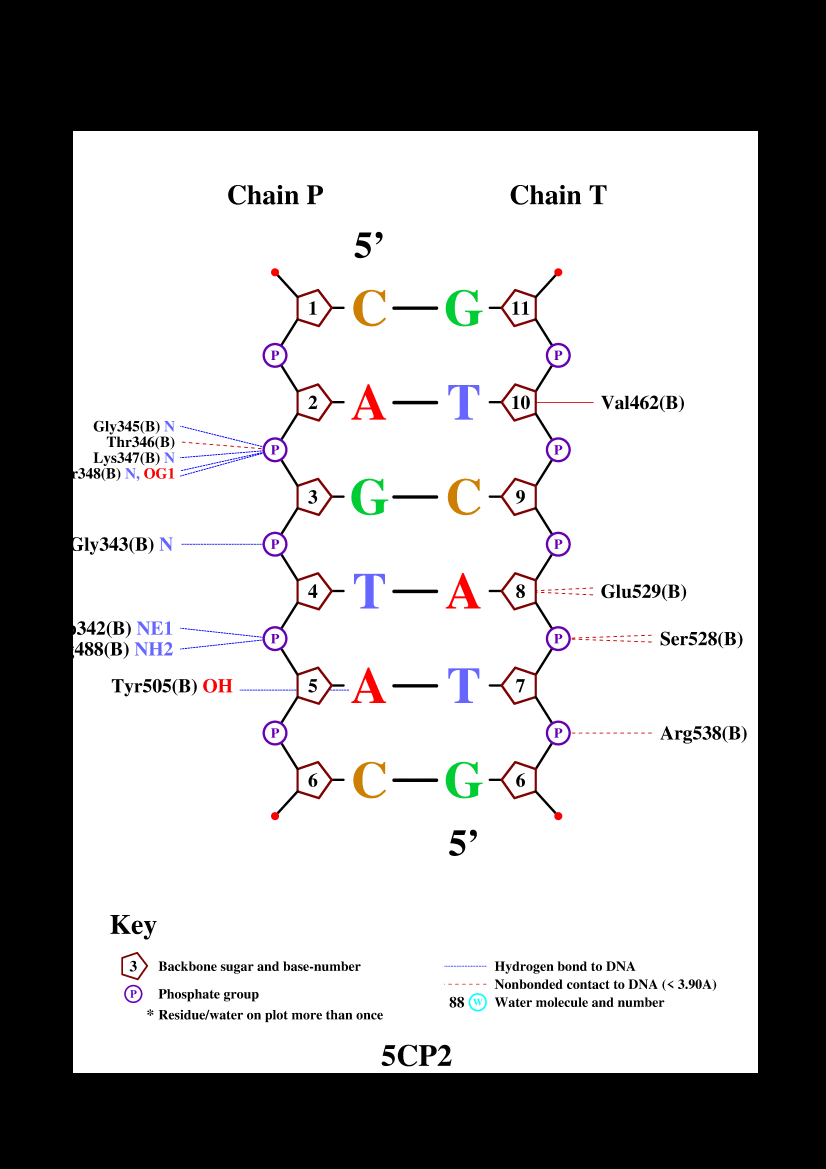 Chain P Chain T
5’
1 C G 11
P P
2 A T 10 Val462(B)
Gly345(B) N
Thr346(B)
P P
Lys347(B) N
r348(B) N, OG1
3 G C 9
Gly343(B) N P P
4 T A 8 Glu529(B)
342(B) NE1
P P Ser528(B)
488(B) NH2
Tyr505(B) OH 5 A T 7
P P Arg538(B)
6 C G 6
5’
Key
3 Backbone sugar and base-number
P Phosphate group
* Residue/water on plot more than once
Hydrogen bond to DNA
Nonbonded contact to DNA (< 3.90A)
88 W Water molecule and number
5CP2